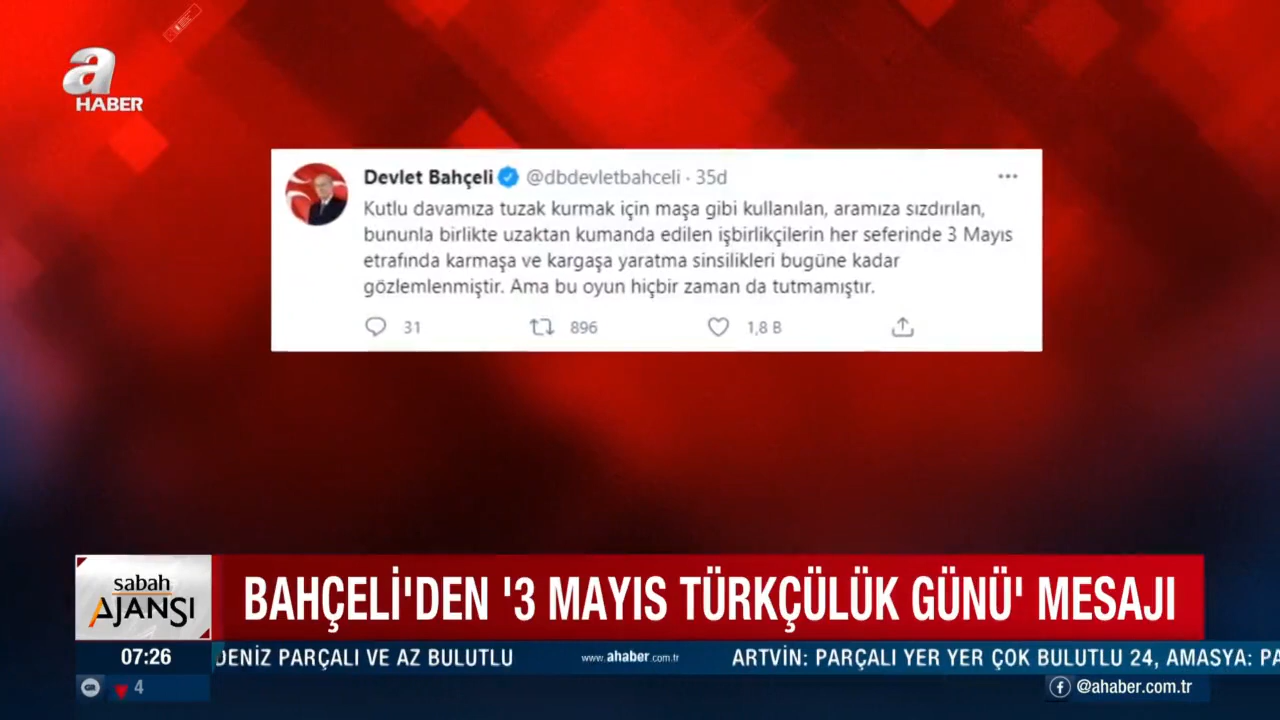 a
HABER
Devlet Bahçeli @dbdevletbahceli · 35d
Kutlu davamıza tuzak kurmak için maşa gibi kullanılan, aramıza sızdırılan,
bununla birlikte uzaktan kumanda edilen işbirlikçilerin her seferinde 3 Mayıs
etrafında karmaşa ve kargaşa yaratma sinsilikleri bugüne kadar
gözlemlenmiştir. Ama bu oyun hiçbir zaman da tutmamıştır.
31 896 1,8 B
sabah
AJANSI
BAHÇELİ'DEN '3 MAYIS TÜRKÇÜLÜK GÜNÜ' MESAJI
07:26 DENİZ PARÇALI VE AZ BULUTLU www.ahaber.com.tr ARTVİN: PARÇALI YER YER ÇOK BULUTLU 24, AMASYA: PA
4 @ahaber.com.tr